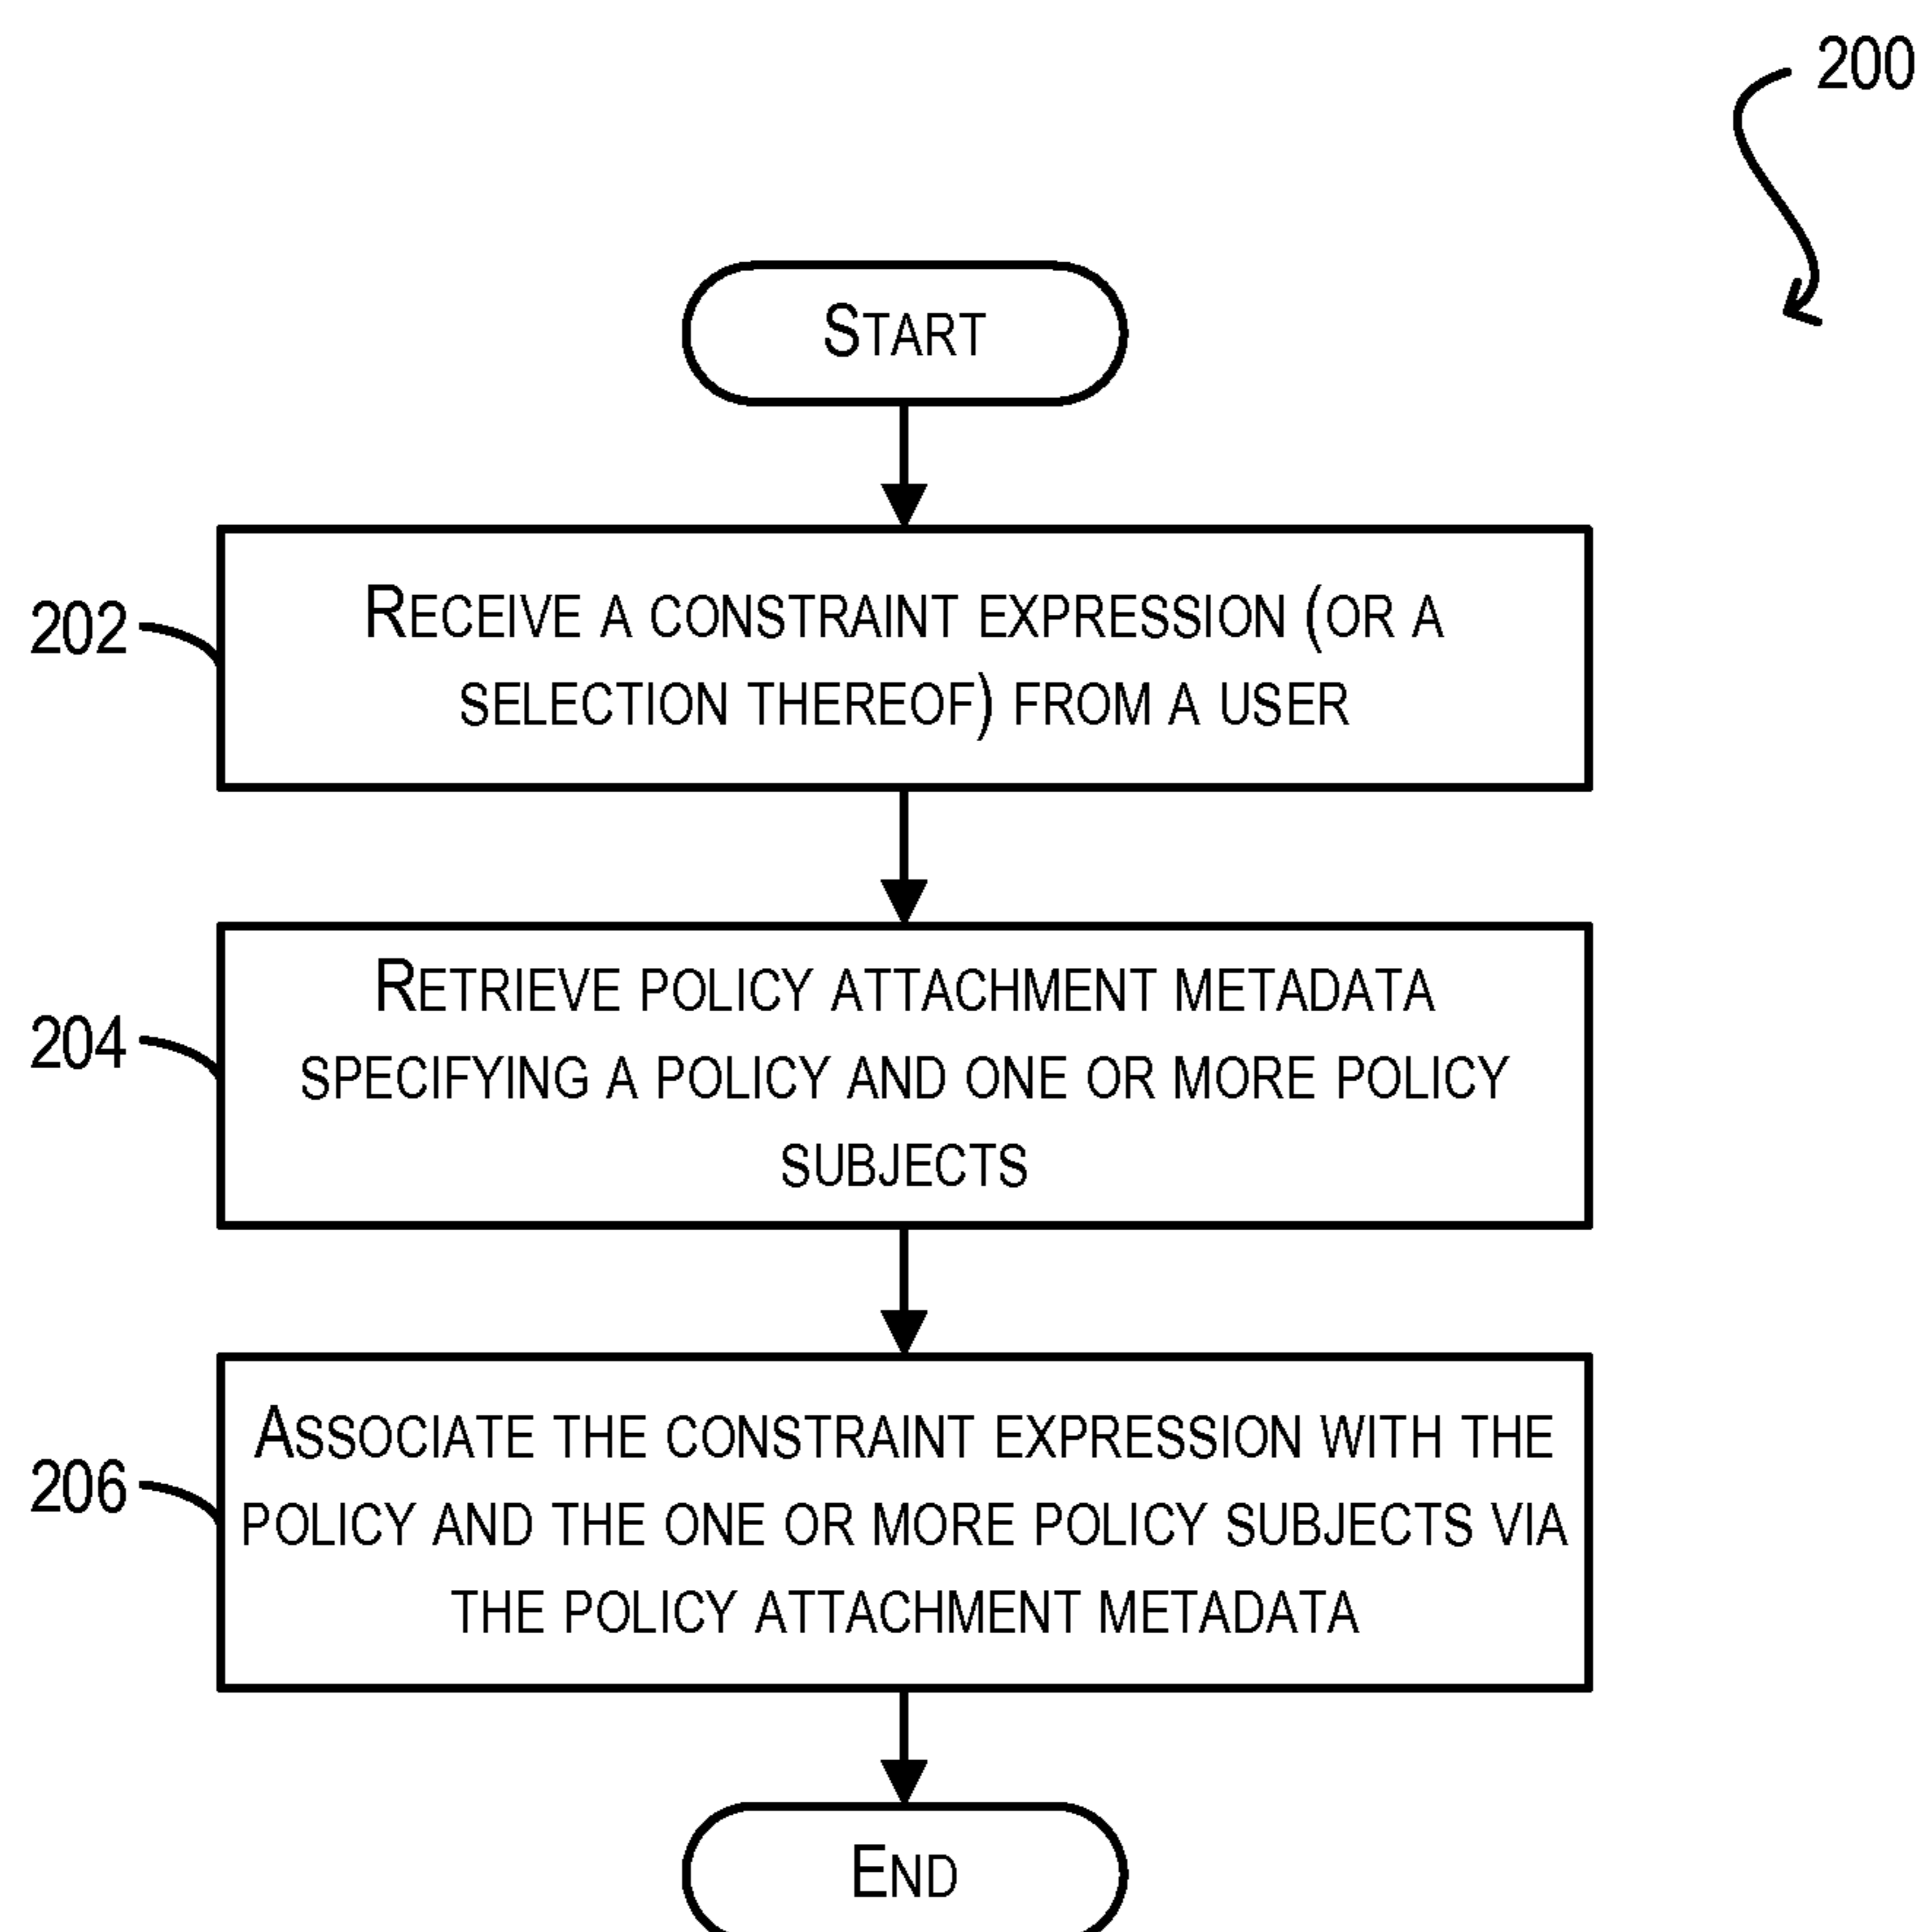 200
START
202
RECEIVE A CONSTRAINT EXPRESSION (OR A
SELECTION THEREOF) FROM A USER
204
RETRIEVE POLICY ATTACHMENT METADATA
SPECIFYING A POLICY AND ONE OR MORE POLICY
SUBJECTS
206
ASSOCIATE THE CONSTRAINT EXPRESSION WITH THE
POLICY AND THE ONE OR MORE POLICY SUBJECTS VIA
THE POLICY ATTACHMENT METADATA
END